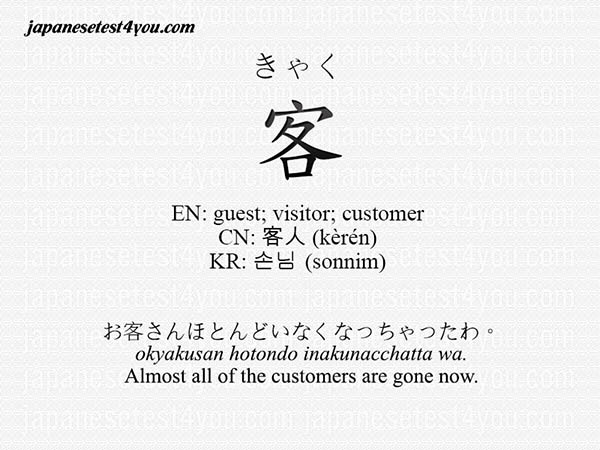 japanesetest4you.com
きゃく
客
EN: guest; visitor; customer
CN: 客人 (kèrén)
KR: 손님 (sonnim)
お客さんほとんどいなくなっちゃったわ。
okyakusan hotondo inakunacchatta wa.
Almost all of the customers are gone now.